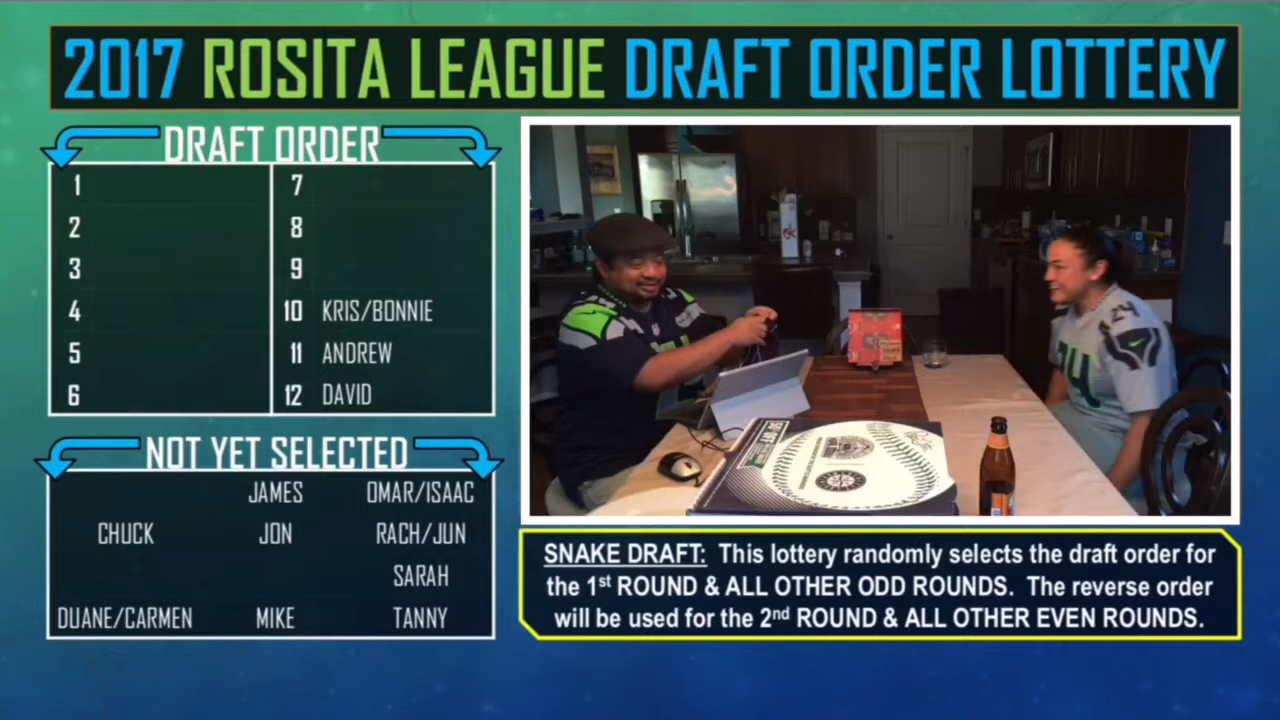 2017 ROSITA LEAGUE DRAFT ORDER LOTTERY
DRAFT ORDER
1
2
3
4
5
6
7
8
9
10 KRIS/BONNIE
11 ANDREW
12 DAVID
NOT YET SELECTED
JAMES OMAR/ISAAC
CHUCK JON RACH/JUN
SARAH
DUANE/CARMEN MIKE TANNY
24
24
SNAKE DRAFT: This lottery randomly selects the draft order for
the 1st ROUND & ALL OTHER ODD ROUNDS. The reverse order
will be used for the 2nd ROUND & ALL OTHER EVEN ROUNDS.